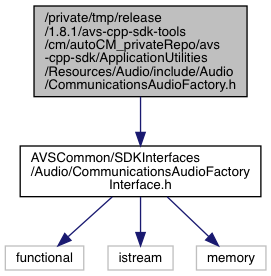 /private/tmp/release
/1.8.1/avs-cpp-sdk-tools
/cm/autoCM_privateRepo/avs
-cpp-sdk/ApplicationUtilities
/Resources/Audio/include/Audio
/CommunicationsAudioFactory.h
AVSCommon/SDKInterfaces
/Audio/CommunicationsAudioFactory
Interface.h
functional
istream
memory